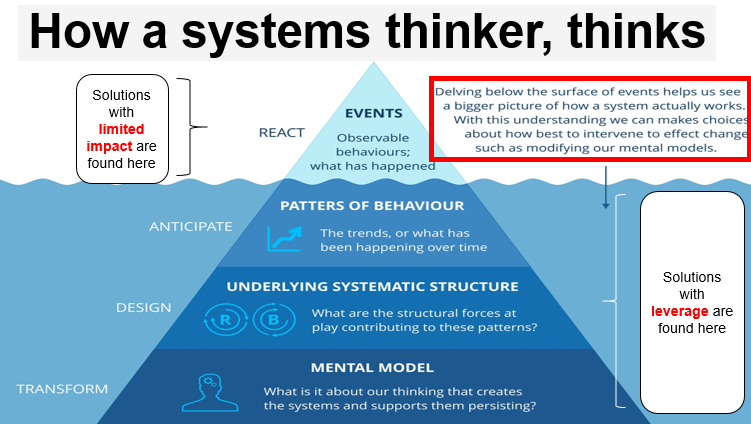 How a systems thinker, thinks
Solutions
with
limited
impact are
found here
REACT
EVENTS
Observable
behaviours;
what has happened
Delving below the surface of events helps us see
a bigger picture of how a system actually works.
With this understanding we can makes choices
about how best to intervene to effect change
such as modifying our mental models.
ANTICIPATE
PATTERS OF BEHAVIOUR
The trends, or what has
been happening over time
DESIGN
UNDERLYING SYSTEMATIC STRUCTURE
R
B
What are the structural forces at
play contributing to these patterns?
Solutions
with
leverage are
found here
TRANSFORM
MENTAL MODEL
What is it about our thinking that creates
the systems and supports them persisting?